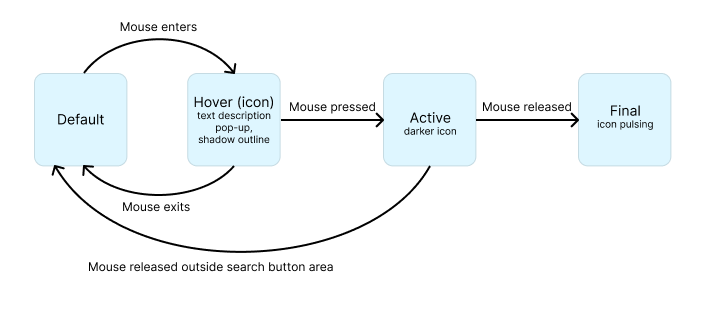 Mouse enters
Default
Hover (icon)
text description
pop-up,
shadow outline
Mouse pressed
Active
darker icon
Mouse released
Final
icon pulsing
Mouse exits
Mouse released outside search button area